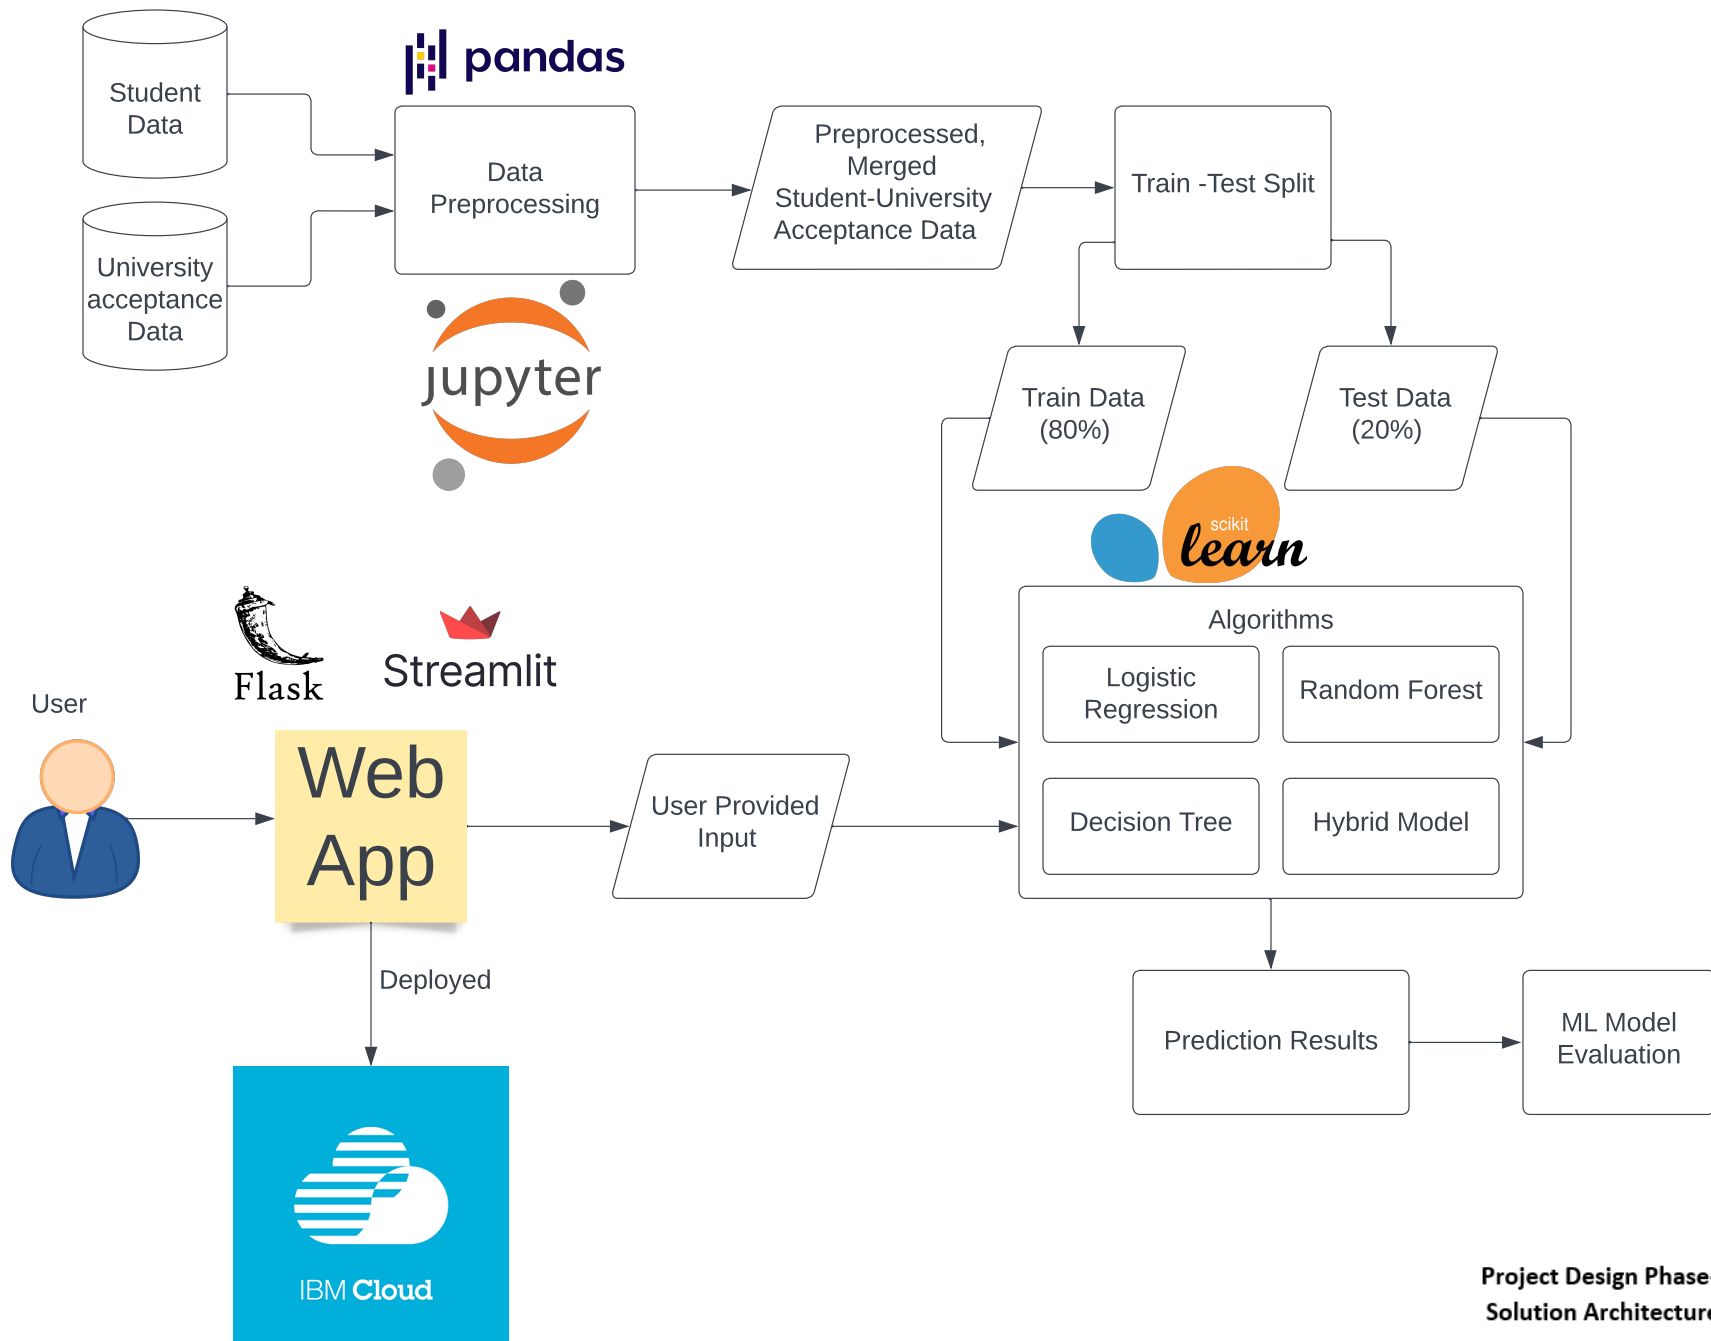 Student
Data
University
acceptance
Data
pandas
Data
Preprocessing
jupyter
Preprocessed,
Merged
Student-University
Acceptance Data
Train -Test Split
Train Data
(80%)
Test Data
(20%)
scikit
learn
Algorithms
Logistic
Regression
Random Forest
Decision Tree
Hybrid Model
User
Flask
Streamlit
Web
App
User Provided
Input
Deployed
IBM Cloud
Prediction Results
ML Model
Evaluation
Project Design Phase-
Solution Architecture